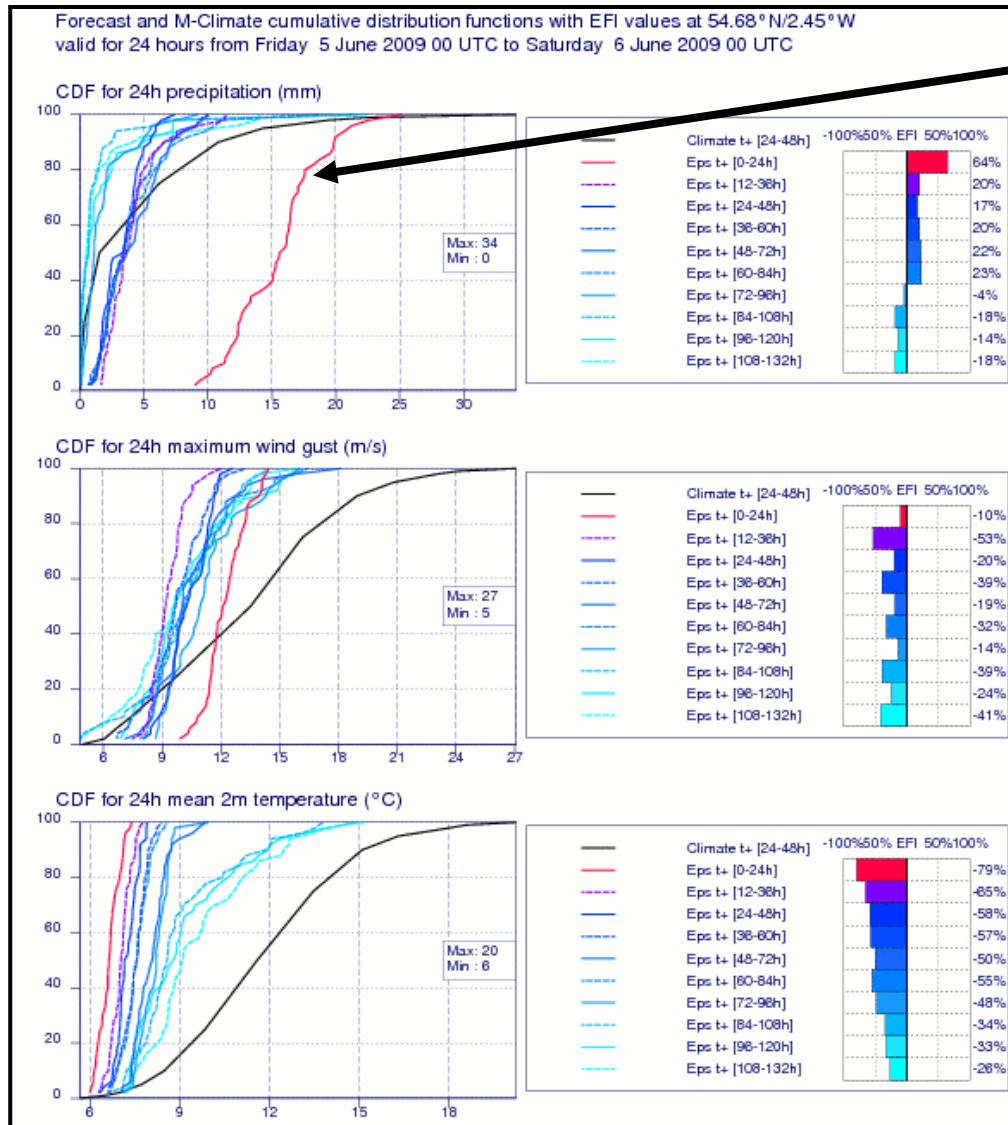 Forecast and M-Climate cumulative distribution functions with EFI values at 54.68°N/2.45°W
valid for 24 hours from Friday 5 June 2009 00 UTC to Saturday 6 June 2009 00 UTC
CDF for 24h precipitation (mm)
100
80
60
40
20
0
0 5 10 15 20 25 30
Max: 34
Min : 0
-100%50% EFI 50%100%
Climate t+ [24-48h]
Eps t+ [0-24h] 64%
Eps t+ [12-36h] 20%
Eps t+ [24-48h] 17%
Eps t+ [36-60h] 20%
Eps t+ [48-72h] 22%
Eps t+ [60-84h] 23%
Eps t+ [72-96h] -4%
Eps t+ [84-108h] -18%
Eps t+ [96-120h] -14%
Eps t+ [108-132h] -18%
CDF for 24h maximum wind gust (m/s)
100
80
60
40
20
0
6 9 12 15 18 21 24 27
Max: 27
Min : 5
-100%50% EFI 50%100%
Climate t+ [24-48h]
Eps t+ [0-24h] -10%
Eps t+ [12-36h] -53%
Eps t+ [24-48h] -20%
Eps t+ [36-60h] -39%
Eps t+ [48-72h] -19%
Eps t+ [60-84h] -32%
Eps t+ [72-96h] -14%
Eps t+ [84-108h] -39%
Eps t+ [96-120h] -24%
Eps t+ [108-132h] -41%
CDF for 24h mean 2m temperature (°C)
100
80
60
40
20
0
6 9 12 15 18
Max: 20
Min : 6
-100%50% EFI 50%100%
Climate t+ [24-48h]
Eps t+ [0-24h] -79%
Eps t+ [12-36h] -65%
Eps t+ [24-48h] -58%
Eps t+ [36-60h] -57%
Eps t+ [48-72h] -50%
Eps t+ [60-84h] -55%
Eps t+ [72-96h] -48%
Eps t+ [84-108h] -34%
Eps t+ [96-120h] -33%
Eps t+ [108-132h] -26%